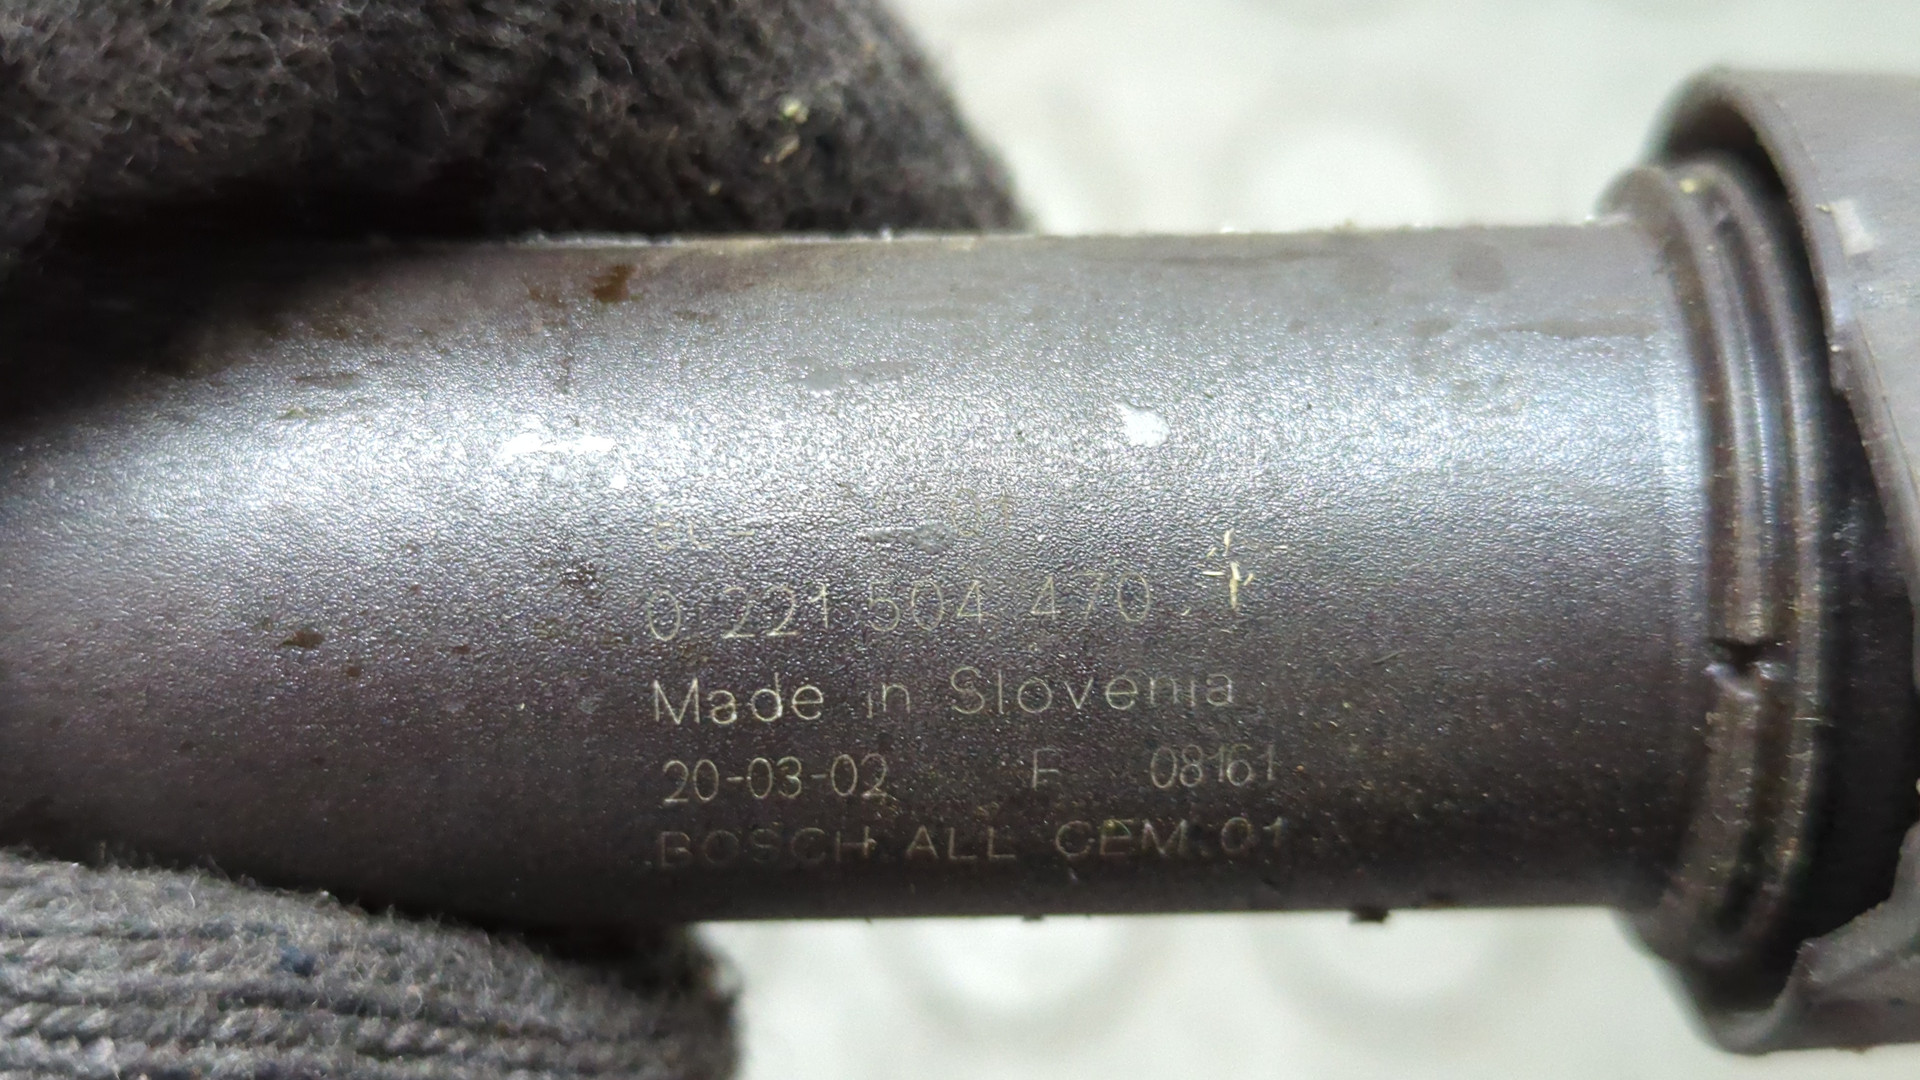 0 221 504 470
Made in Slovenia
20-03-02 F 08161
BOSCH ALL CEM 01